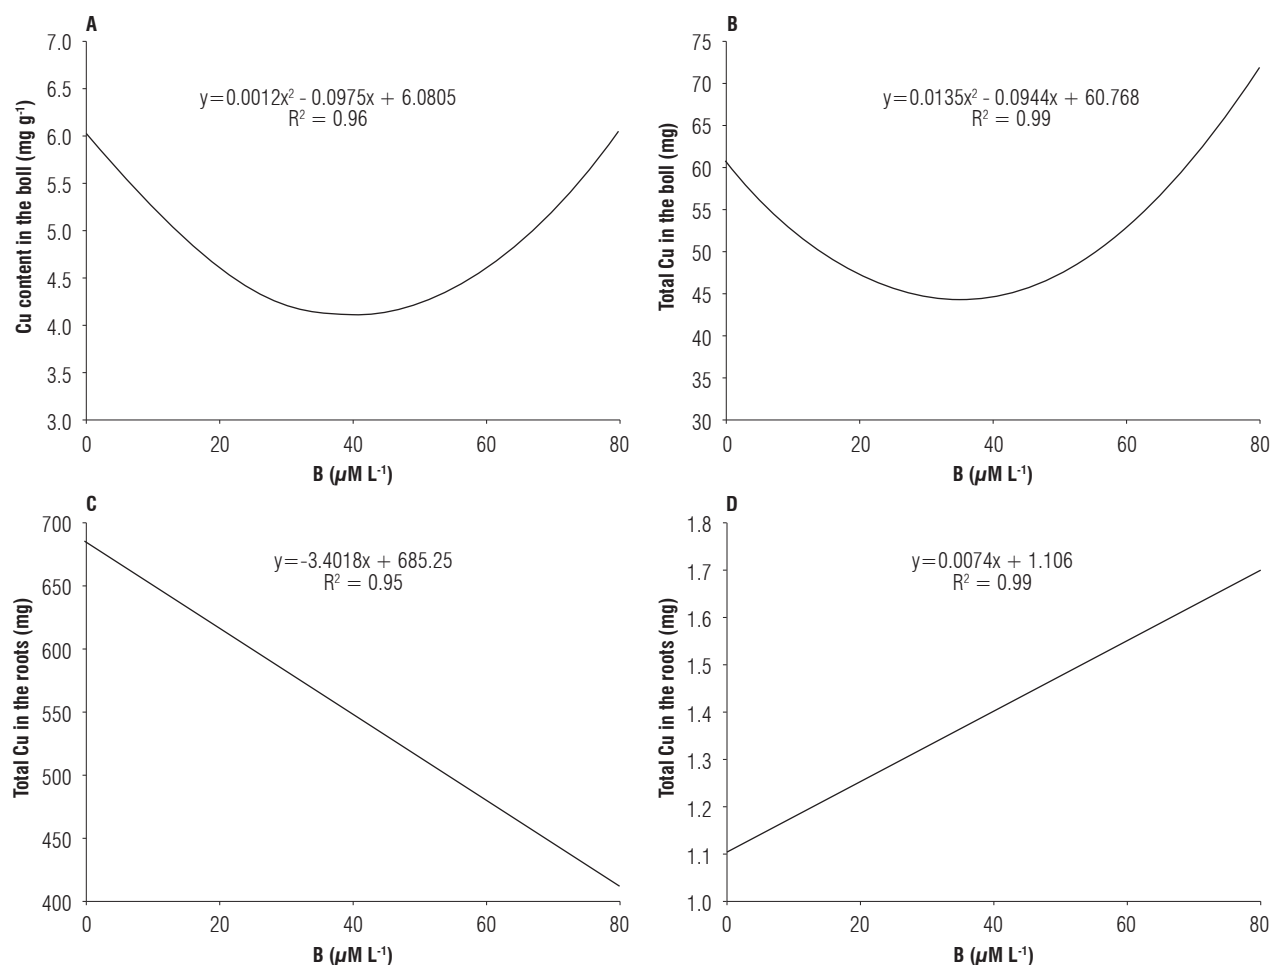 A
7.0
6.5
6.0
5.5
5.0
4.5
4.0
3.5
3.0
Cu content in the boll (mg g⁻¹)
y=0.0012x² - 0.0975x + 6.0805
R² = 0.96
0 20 40 60 80
B (µM L⁻¹)
B
75
70
65
60
55
50
45
40
35
30
Total Cu in the boll (mg)
y=0.0135x² - 0.0944x + 60.768
R² = 0.99
0 20 40 60 80
B (µM L⁻¹)
C
700
650
600
550
500
450
400
Total Cu in the roots (mg)
y=-3.4018x + 685.25
R² = 0.95
0 20 40 60 80
B (µM L⁻¹)
D
1.8
1.7
1.6
1.5
1.4
1.3
1.2
1.1
1.0
Total Cu in the roots (mg)
y=0.0074x + 1.106
R² = 0.99
0 20 40 60 80
B (µM L⁻¹)